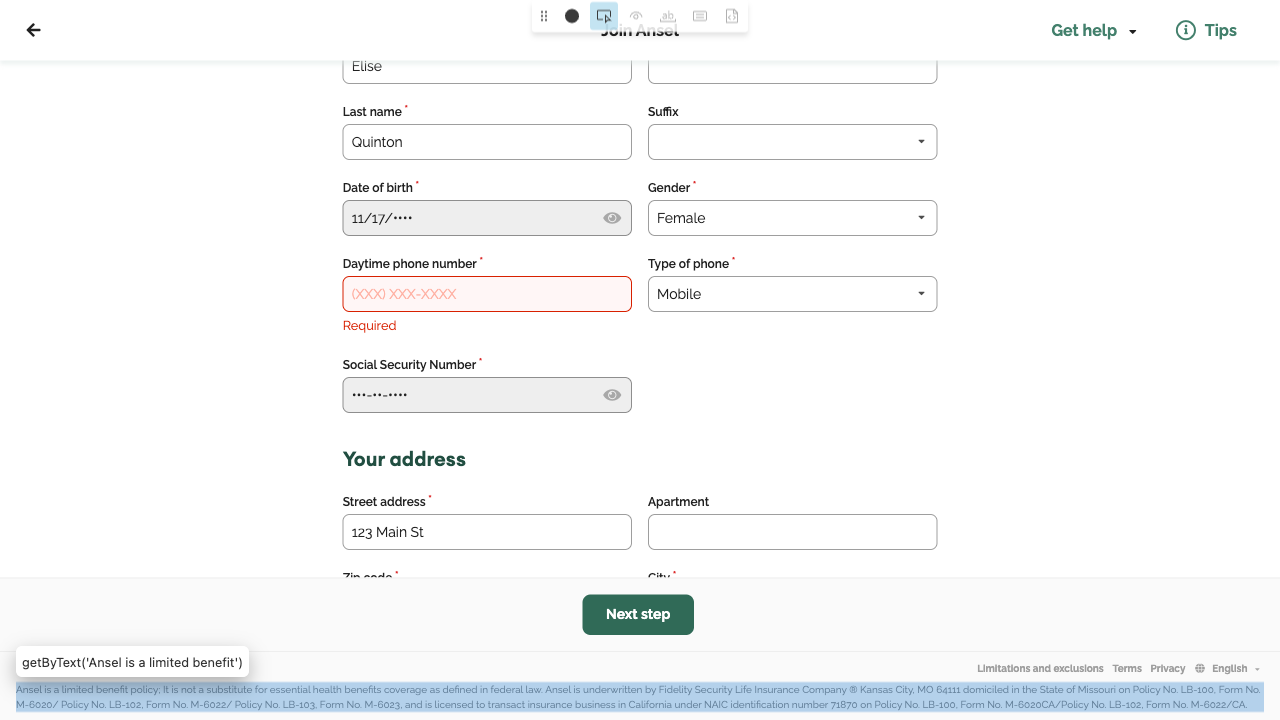 Join Ansel
Get help
Tips
Elise
Last name *
Suffix
Quinton
Date of birth *
Gender *
11/17/••••
Female
Daytime phone number *
Type of phone *
(XXX) XXX-XXXX
Mobile
Required
Social Security Number *
•••-••-••••
Your address
Street address *
Apartment
123 Main St
Zip code *
City *
Next step
getByText('Ansel is a limited benefit')
Limitations and exclusions Terms Privacy English
Ansel is a limited benefit policy; It is not a substitute for essential health benefits coverage as defined in federal law. Ansel is underwritten by Fidelity Security Life Insurance Company ® Kansas City, MO 64111 domiciled in the State of Missouri on Policy No. LB-100, Form No.
M-6020/ Policy No. LB-102, Form No. M-6022/ Policy No. LB-103, Form No. M-6023, and is licensed to transact insurance business in California under NAIC identification number 71870 on Policy No. LB-100, Form No. M-6020CA/Policy No. LB-102, Form No. M-6022/CA.